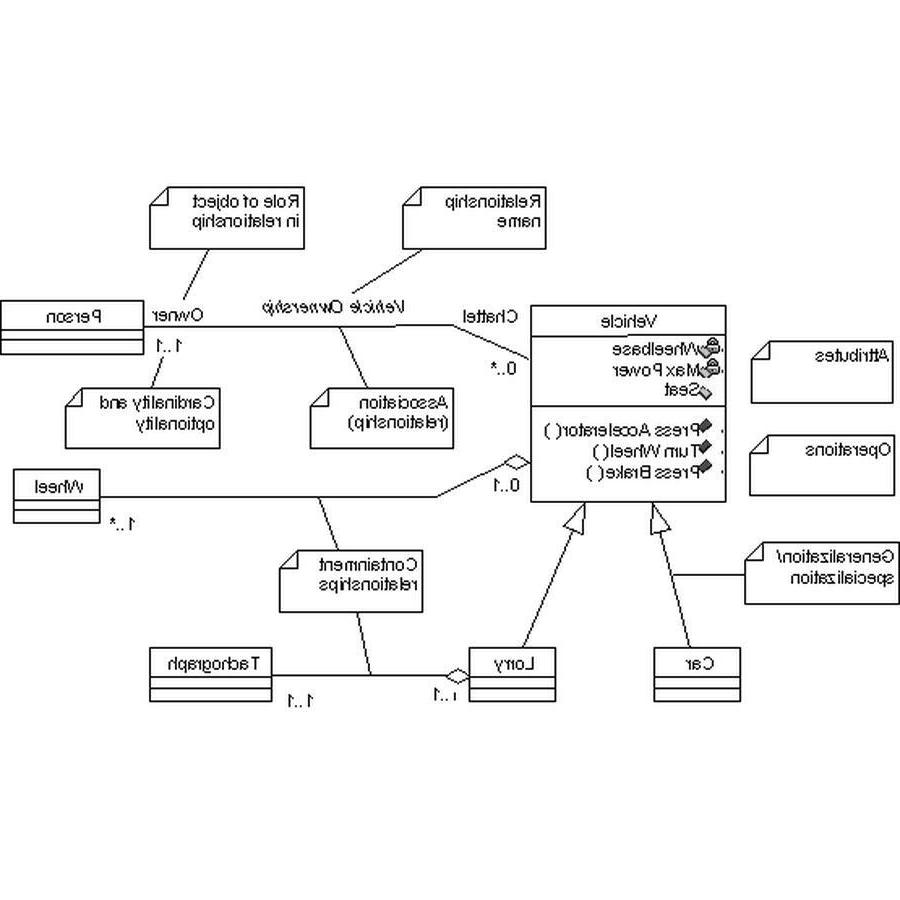 Role of object
in relationship
Relationship
name
Person
Owner
Vehicle Ownership
Chattel
1..1
0..*
Vehicle
Wheelbase
Max Power
Seat
Press Accelerator( )
Turn Wheel( )
Press Brake( )
Attributes
Operations
Cardinality and
optionality
Association
(relationship)
Wheel
1..*
0..1
Containment
relationships
Generalization/
specialization
Tachograph
1..1
1..1
Lorry
Car